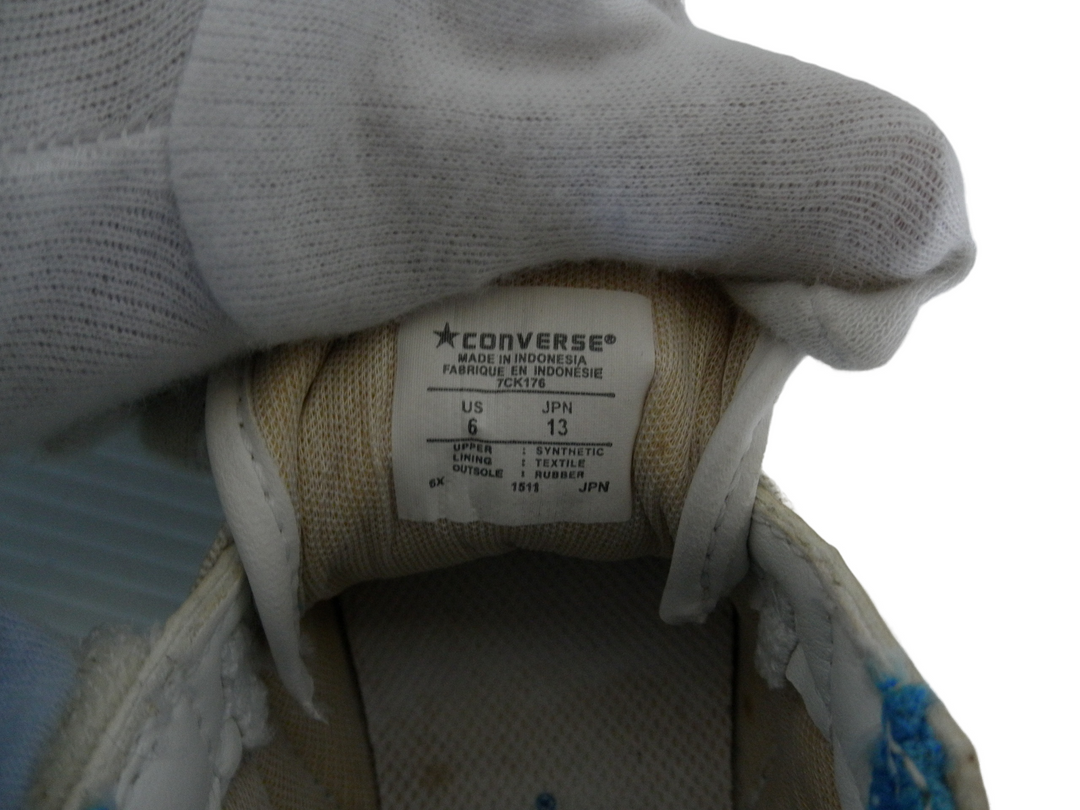 ★CONVERSE®
MADE IN INDONESIA
FABRIQUE EN INDONÉSIE
7CK176
US JPN
6 13
UPPER : SYNTHETIC
LINING : TEXTILE
OUTSOLE : RUBBER
6X 1511 JPN